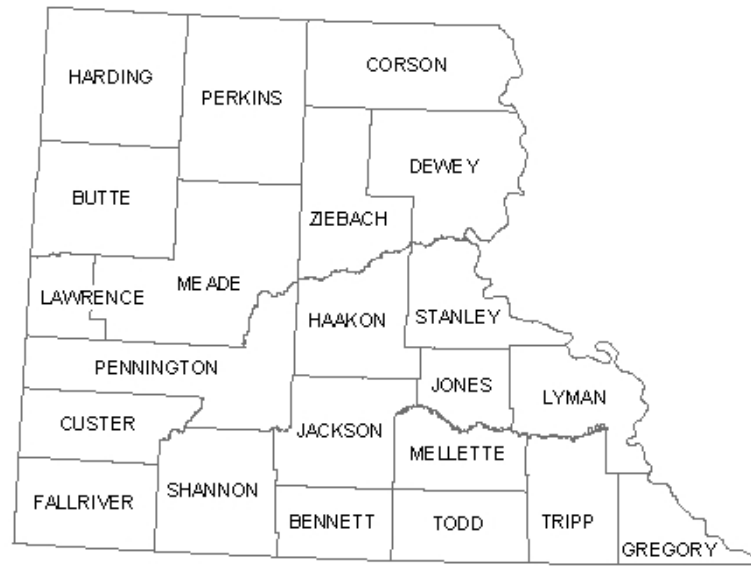 HARDING
PERKINS
CORSON
BUTTE
DEWEY
ZIEBACH
LAWRENCE
MEADE
HAAKON
STANLEY
PENNINGTON
JONES
LYMAN
CUSTER
JACKSON
MELLETTE
FALLRIVER
SHANNON
BENNETT
TODD
TRIPP
GREGORY